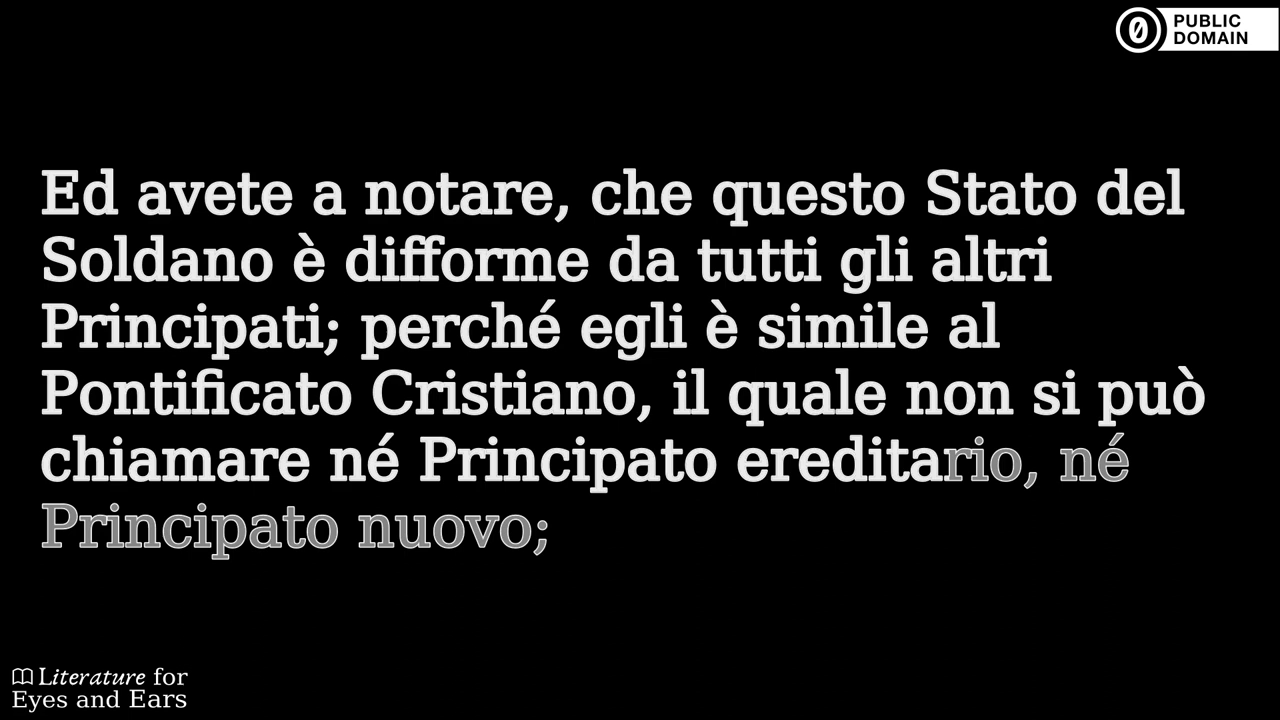 PUBLIC
DOMAIN
Ed avete a notare, che questo Stato del
Soldano è difforme da tutti gli altri
Principati; perché egli è simile al
Pontificato Cristiano, il quale non si può
chiamare né Principato ereditario, né
Principato nuovo;
Literature for
Eyes and Ears